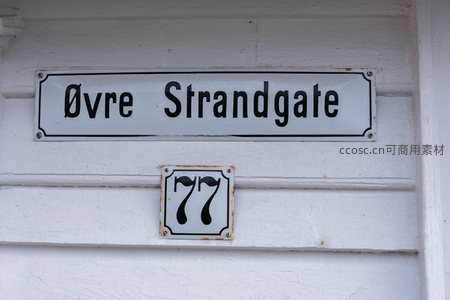 Øvre Strandgate
ccosc.cn可商用素材
77